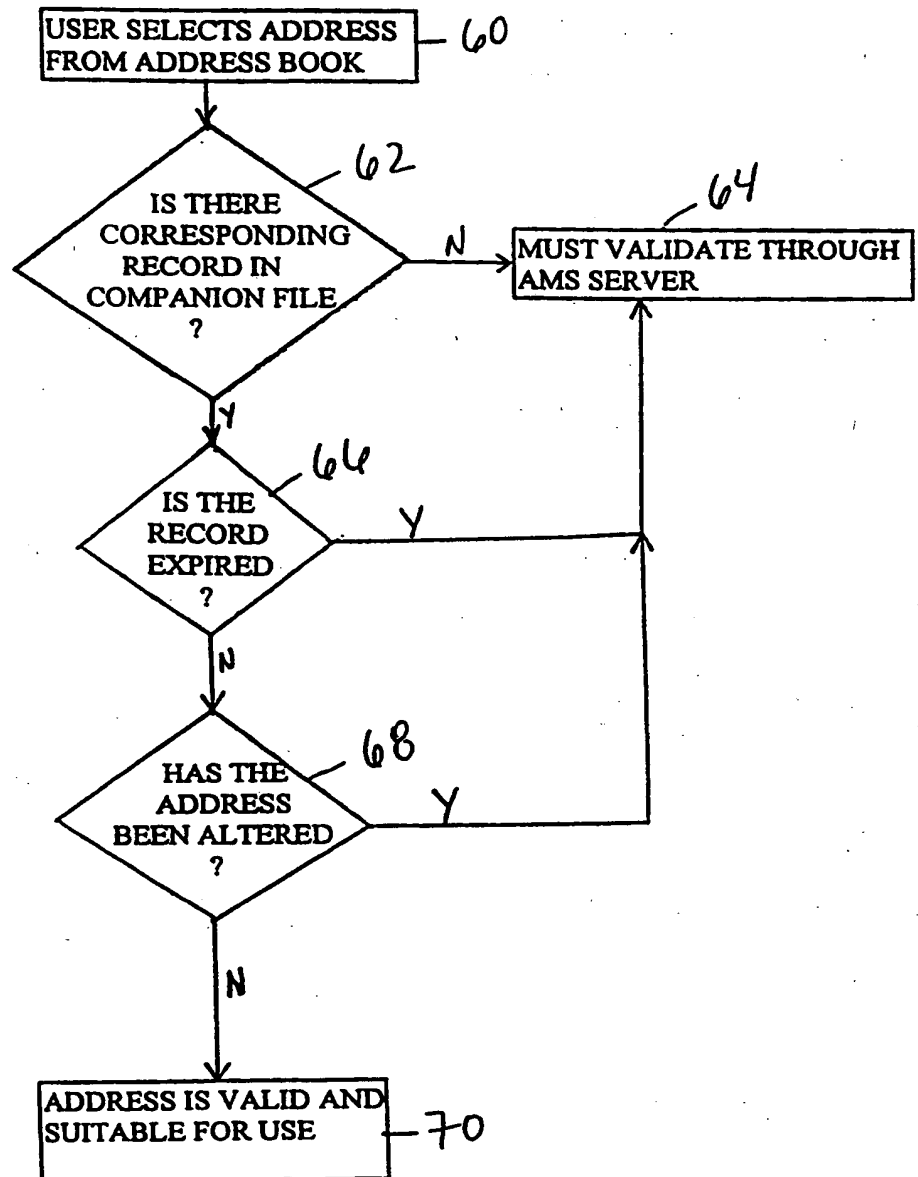 USER SELECTS ADDRESS
FROM ADDRESS BOOK
60
62
IS THERE
CORRESPONDING
RECORD IN
COMPANION FILE
?
N
64
MUST VALIDATE THROUGH
AMS SERVER
Y
66
IS THE
RECORD
EXPIRED
?
Y
N
68
HAS THE
ADDRESS
BEEN ALTERED
?
Y
N
ADDRESS IS VALID AND
SUITABLE FOR USE
70